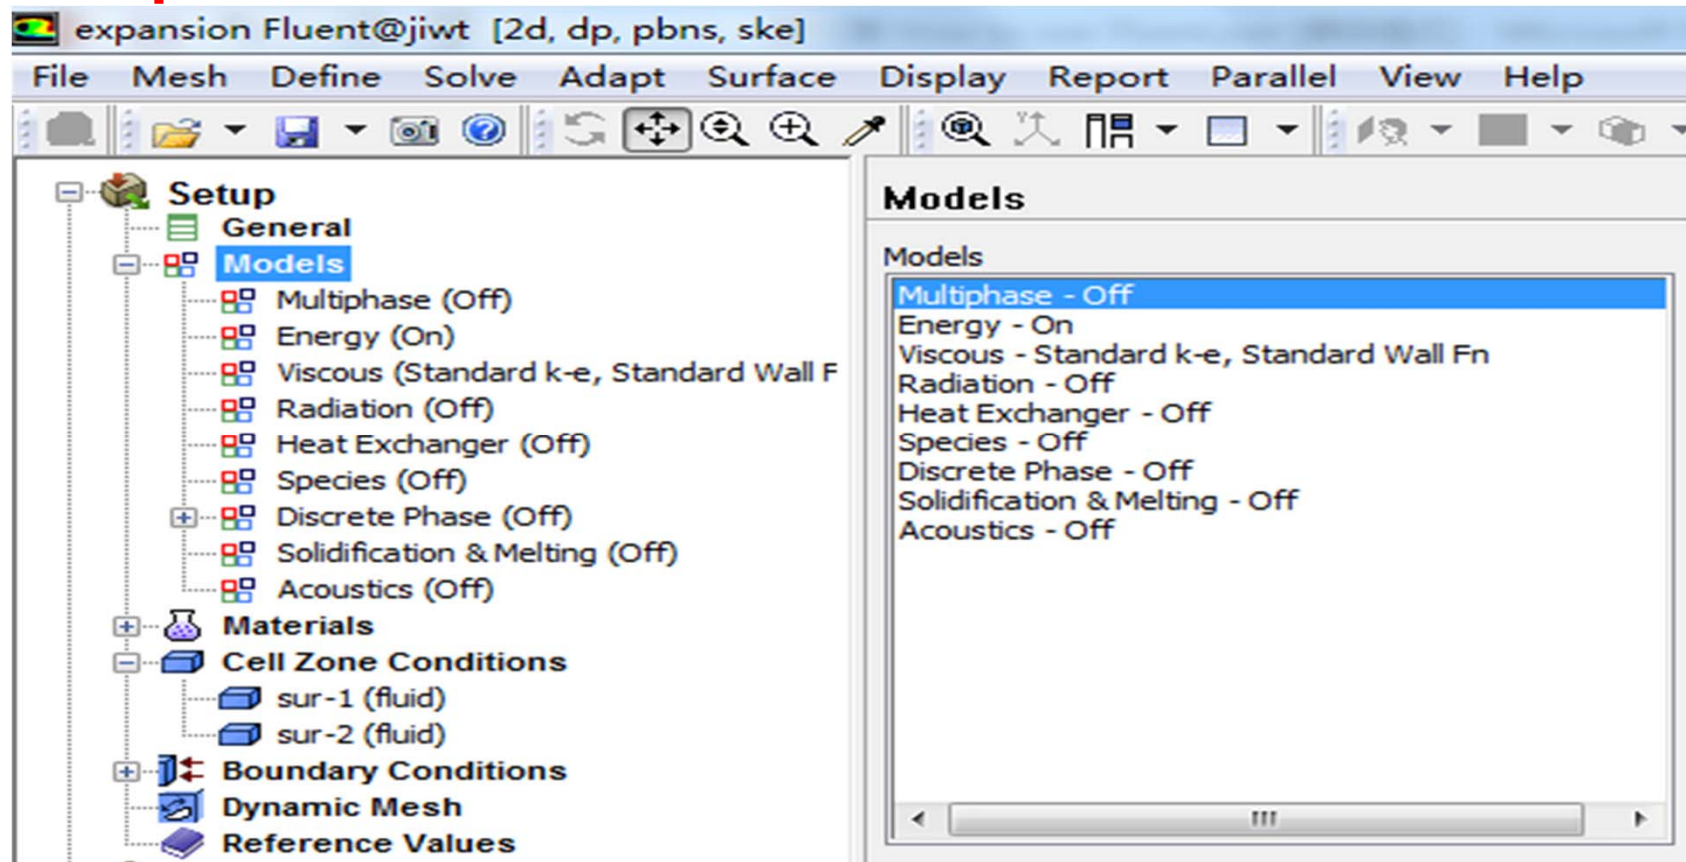 expansion Fluent@jiwt [2d, dp, pbns, ske]
File Mesh Define Solve Adapt Surface Display Report Parallel View Help
Setup
General
Models
Multiphase (Off)
Energy (On)
Viscous (Standard k-e, Standard Wall F
Radiation (Off)
Heat Exchanger (Off)
Species (Off)
Discrete Phase (Off)
Solidification & Melting (Off)
Acoustics (Off)
Materials
Cell Zone Conditions
sur-1 (fluid)
sur-2 (fluid)
Boundary Conditions
Dynamic Mesh
Reference Values
Models
Models
Multiphase - Off
Energy - On
Viscous - Standard k-e, Standard Wall Fn
Radiation - Off
Heat Exchanger - Off
Species - Off
Discrete Phase - Off
Solidification & Melting - Off
Acoustics - Off